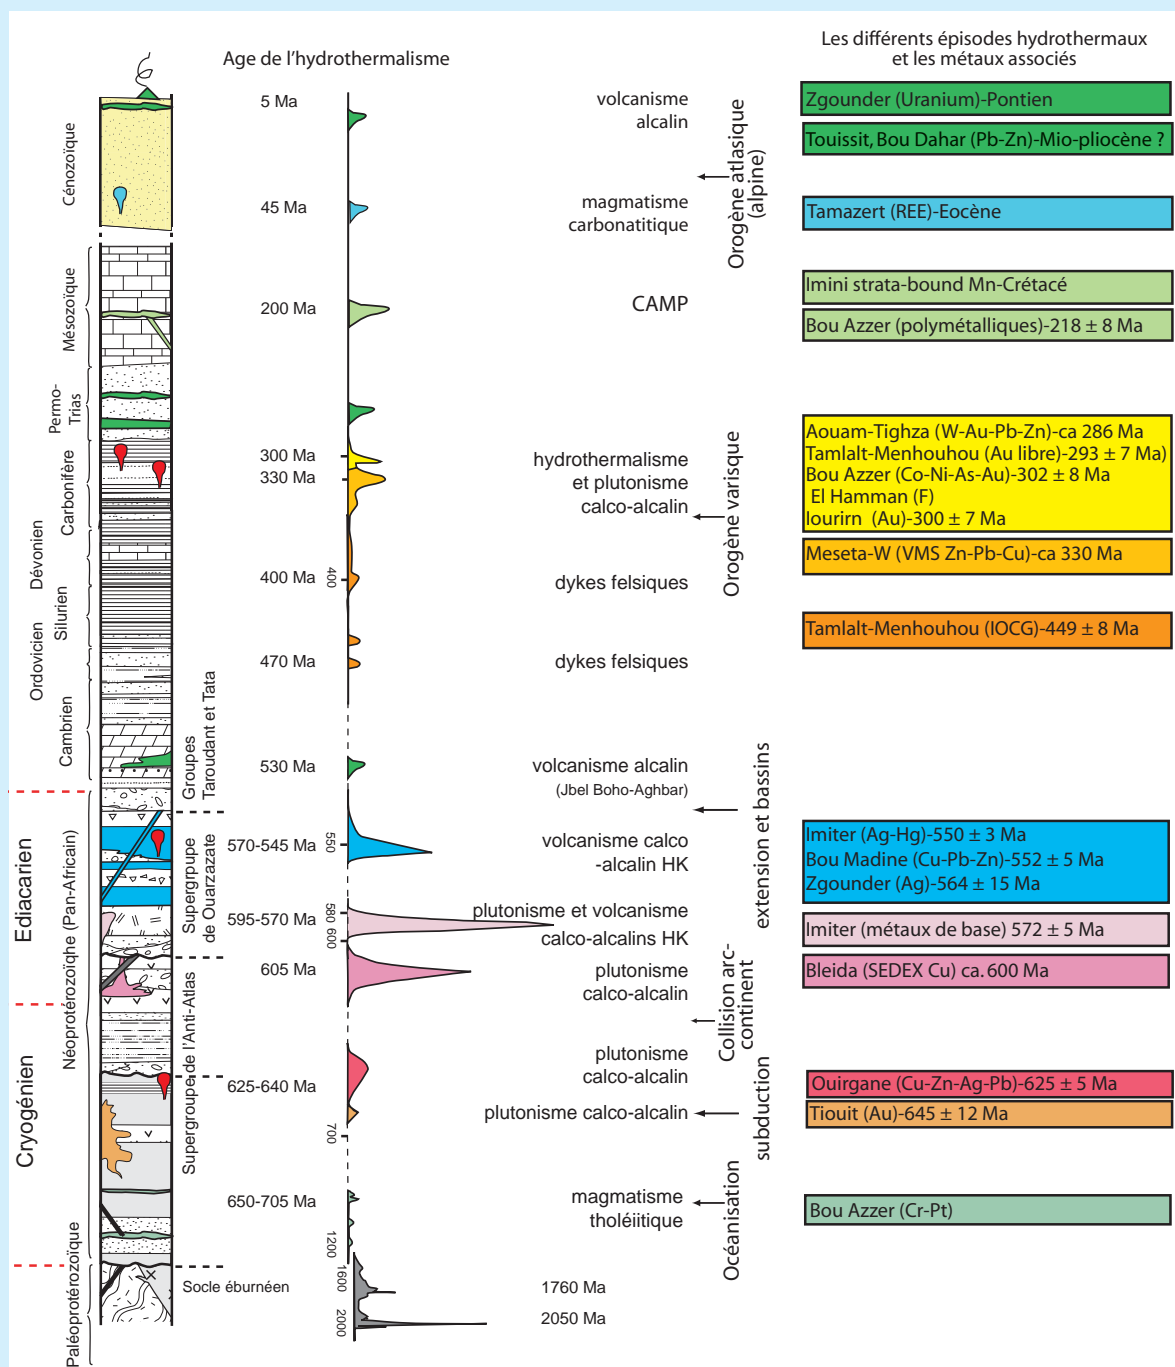 Age de l'hydrothermalisme
Les différents épisodes hydrothermaux
et les métaux associés
Cénozoïque
Mésozoïque
Permo-
Trias
Carbonifère
Dévonien
Silurien
Ordovicien
Cambrien
Ediacarien
Cryogénien
Néoprotérozoïqhe (Pan-Africain)
Paléoprotérozoïque
Groupes
Taroudant et Tata
Supergrpupe
de Ouarzazate
Supergroupe de l'Anti-Atlas
Socle éburnéen
5 Ma
45 Ma
200 Ma
300 Ma
330 Ma
400 Ma
470 Ma
530 Ma
570-545 Ma
595-570 Ma
605 Ma
625-640 Ma
650-705 Ma
400
550
580
600
700
1200
1600
2000
volcanisme
alcalin
magmatisme
carbonatitique
CAMP
hydrothermalisme
et plutonisme
calco-alcalin
dykes felsiques
dykes felsiques
volcanisme alcalin
(Jbel Boho-Aghbar)
volcanisme calco
-alcalin HK
plutonisme et volcanisme
calco-alcalins HK
plutonisme
calco-alcalin
plutonisme
calco-alcalin
plutonisme calco-alcalin
magmatisme
tholéiitique
1760 Ma
2050 Ma
Orogène atlasique
(alpine)
Orogène varisque
extension et bassins
Collision arc-
continent
subduction
Océanisation
Zgounder (Uranium)-Pontien
Touissit, Bou Dahar (Pb-Zn)-Mio-pliocène ?
Tamazert (REE)-Eocène
Imini strata-bound Mn-Crétacé
Bou Azzer (polymétalliques)-218 ± 8 Ma
Aouam-Tighza (W-Au-Pb-Zn)-ca 286 Ma
Tamlalt-Menhouhou (Au libre)-293 ± 7 Ma)
Bou Azzer (Co-Ni-As-Au)-302 ± 8 Ma
El Hamman (F)
Iourirn (Au)-300 ± 7 Ma
Meseta-W (VMS Zn-Pb-Cu)-ca 330 Ma
Tamlalt-Menhouhou (IOCG)-449 ± 8 Ma
Imiter (Ag-Hg)-550 ± 3 Ma
Bou Madine (Cu-Pb-Zn)-552 ± 5 Ma
Zgounder (Ag)-564 ± 15 Ma
Imiter (métaux de base) 572 ± 5 Ma
Bleida (SEDEX Cu) ca. 600 Ma
Ouirgane (Cu-Zn-Ag-Pb)-625 ± 5 Ma
Tiouit (Au)-645 ± 12 Ma
Bou Azzer (Cr-Pt)